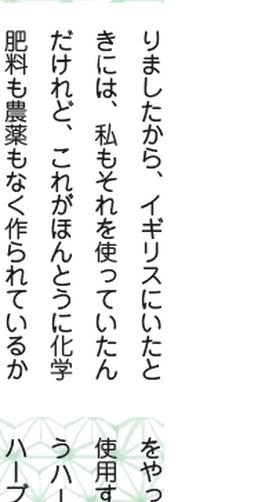 りましたから、イギリスにいたと
きには、私もそれを使っていたん
だけれど、これがほんとうに化学
肥料も農薬もなく作られているか
をやっ
使用す
うハー
ハーブ